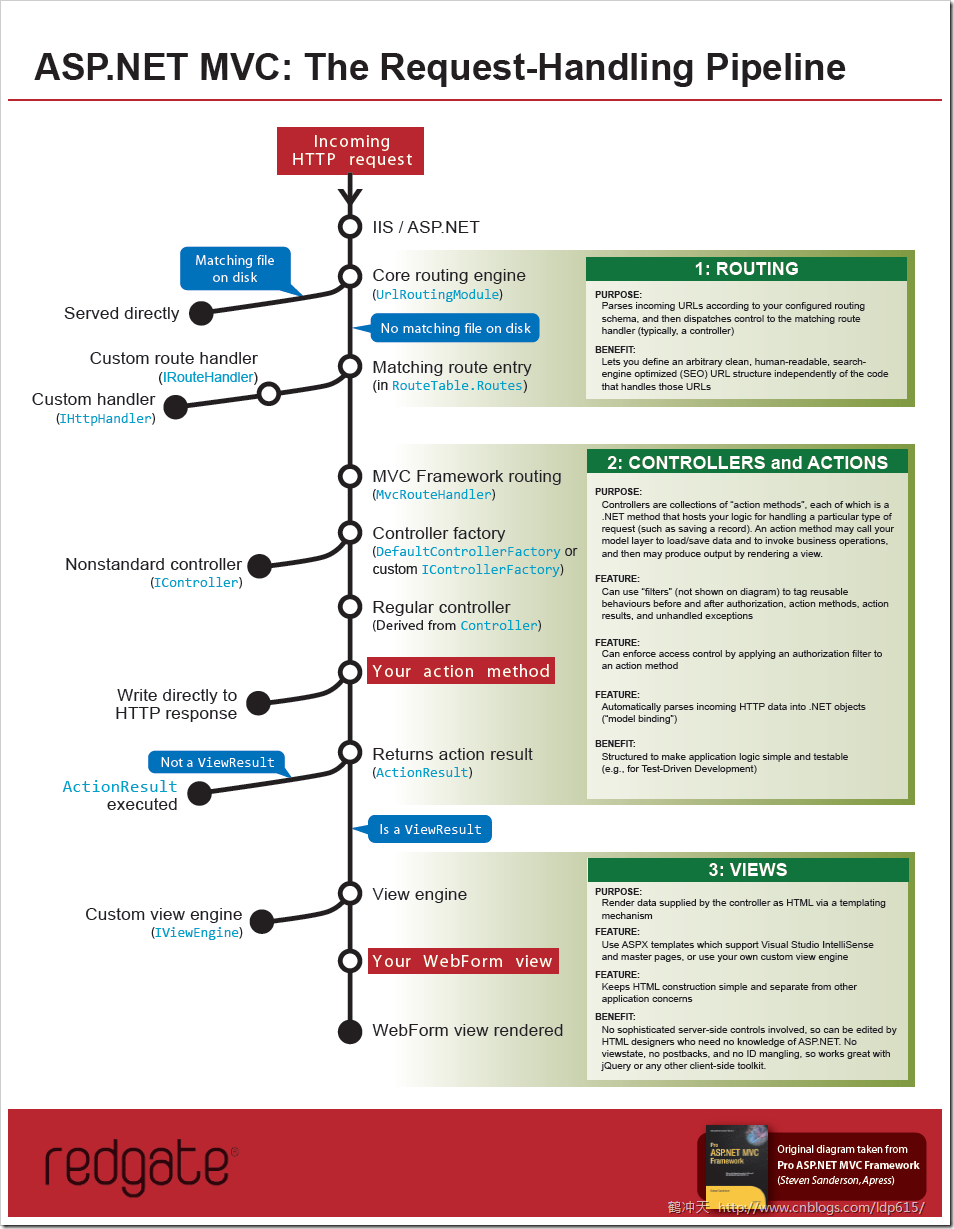 ASP.NET MVC: The Request-Handling Pipeline
Incoming
HTTP request
IIS / ASP.NET
Matching file
on disk
Core routing engine
(UrlRoutingModule)
Served directly
No matching file on disk
Custom route handler
(IRouteHandler)
Matching route entry
(in RouteTable.Routes)
Custom handler
(IHttpHandler)
1: ROUTING
PURPOSE:
Parses incoming URLs according to your configured routing
schema, and then dispatches control to the matching route
handler (typically, a controller)
BENEFIT:
Lets you define an arbitrary clean, human-readable, search-
engine optimized (SEO) URL structure independently of the code
that handles those URLs
MVC Framework routing
(MvcRouteHandler)
Controller factory
(DefaultControllerFactory or
custom IControllerFactory)
Nonstandard controller
(IController)
Regular controller
(Derived from Controller)
Your action method
Write directly to
HTTP response
Returns action result
(ActionResult)
Not a ViewResult
ActionResult
executed
Is a ViewResult
2: CONTROLLERS and ACTIONS
PURPOSE:
Controllers are collections of “action methods”, each of which is a
.NET method that hosts your logic for handling a particular type of
request (such as saving a record). An action method may call your
model layer to load/save data and to invoke business operations,
and then may produce output by rendering a view.
FEATURE:
Can use “filters” (not shown on diagram) to tag reusable
behaviours before and after authorization, action methods, action
results, and unhandled exceptions
FEATURE:
Can enforce access control by applying an authorization filter to
an action method
FEATURE:
Automatically parses incoming HTTP data into .NET objects
(“model binding”)
BENEFIT:
Structured to make application logic simple and testable
(e.g., for Test-Driven Development)
View engine
Custom view engine
(IViewEngine)
Your WebForm view
WebForm view rendered
3: VIEWS
PURPOSE:
Render data supplied by the controller as HTML via a templating
mechanism
FEATURE:
Use ASPX templates which support Visual Studio IntelliSense
and master pages, or use your own custom view engine
FEATURE:
Keeps HTML construction simple and separate from other
application concerns
BENEFIT:
No sophisticated server-side controls involved, so can be edited by
HTML designers who need no knowledge of ASP.NET. No
viewstate, no postbacks, and no ID mangling, so works great with
jQuery or any other client-side toolkit.
redgate®
Pro
ASP.NET MVC
Framework
Original diagram taken from
Pro ASP.NET MVC Framework
(Steven Sanderson, Apress)
鹤冲天 http://www.cnblogs.com/ldp615/